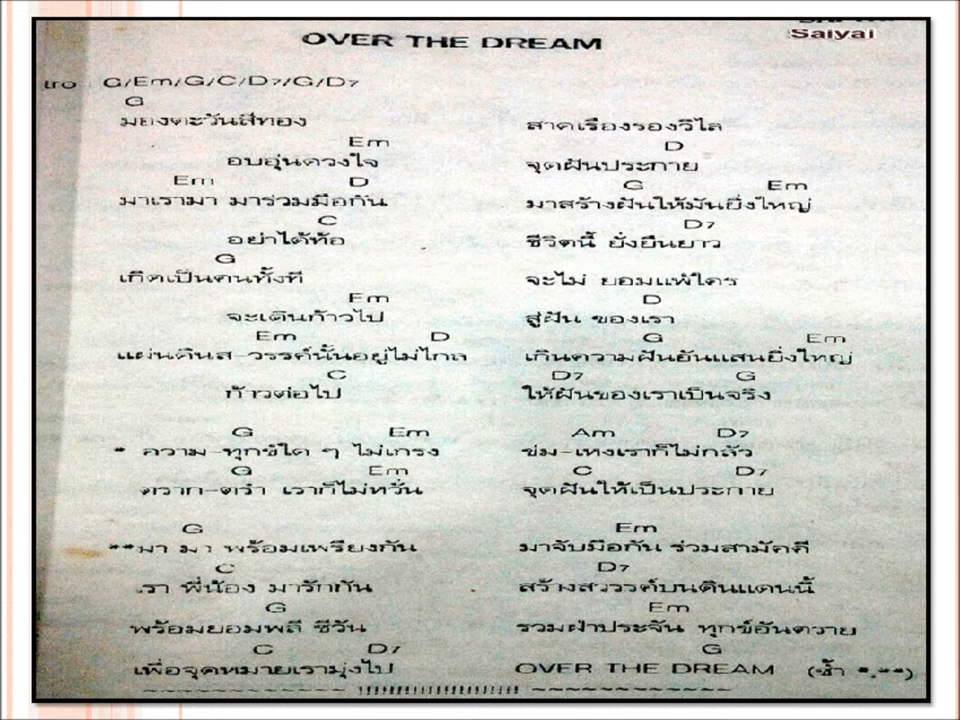 Saiyai
OVER THE DREAM
tro G/Em/G/C/D7/G/D7
G
มองตะวันสีทอง สาดเรืองรองวิไล
Em D
อบอุ่นดวงใจ จุดฝันประกาย
Em D G Em
มาเรามา มาร่วมมือกัน มาสร้างฝันให้มันยิ่งใหญ่
C D7
อย่าได้ท้อ ชีวิตนี้ ยั่งยืนยาว
G
เกิดเป็นคนทั้งที จะไม่ ยอมแพ้ใคร
Em D
จะเดินก้าวไป สู่ฝัน ของเรา
Em D G Em
แผ่นดินส-วรรค์นั้นอยู่ไม่ไกล เกินความฝันอันแสนยิ่งใหญ่
C D7 G
ก้าวต่อไป ให้ฝันของเราเป็นจริง
G Em Am D7
* ความ-ทุกข์ใด ๆ ไม่เกรง ข่ม-เหงเราก็ไม่กลัว
G Em C D7
ตราก-ตรำ เราก็ไม่หวั่น จุดฝันให้เป็นประกาย
G Em
**มา มา พร้อมเพรียงกัน มาจับมือกัน ร่วมสามัคคี
C D7
.รา พี่น้อง มารักกัน สร้างสวรรค์บนดินแดนนี้
G Em
พร้อมยอมพลี ชีวัน รวมฝ่าประจัน ทุกข์อันตราย
C D7 G
เพื่อจุดหมายเรามุ่งไป OVER THE DREAM (ซ้ำ *,**)